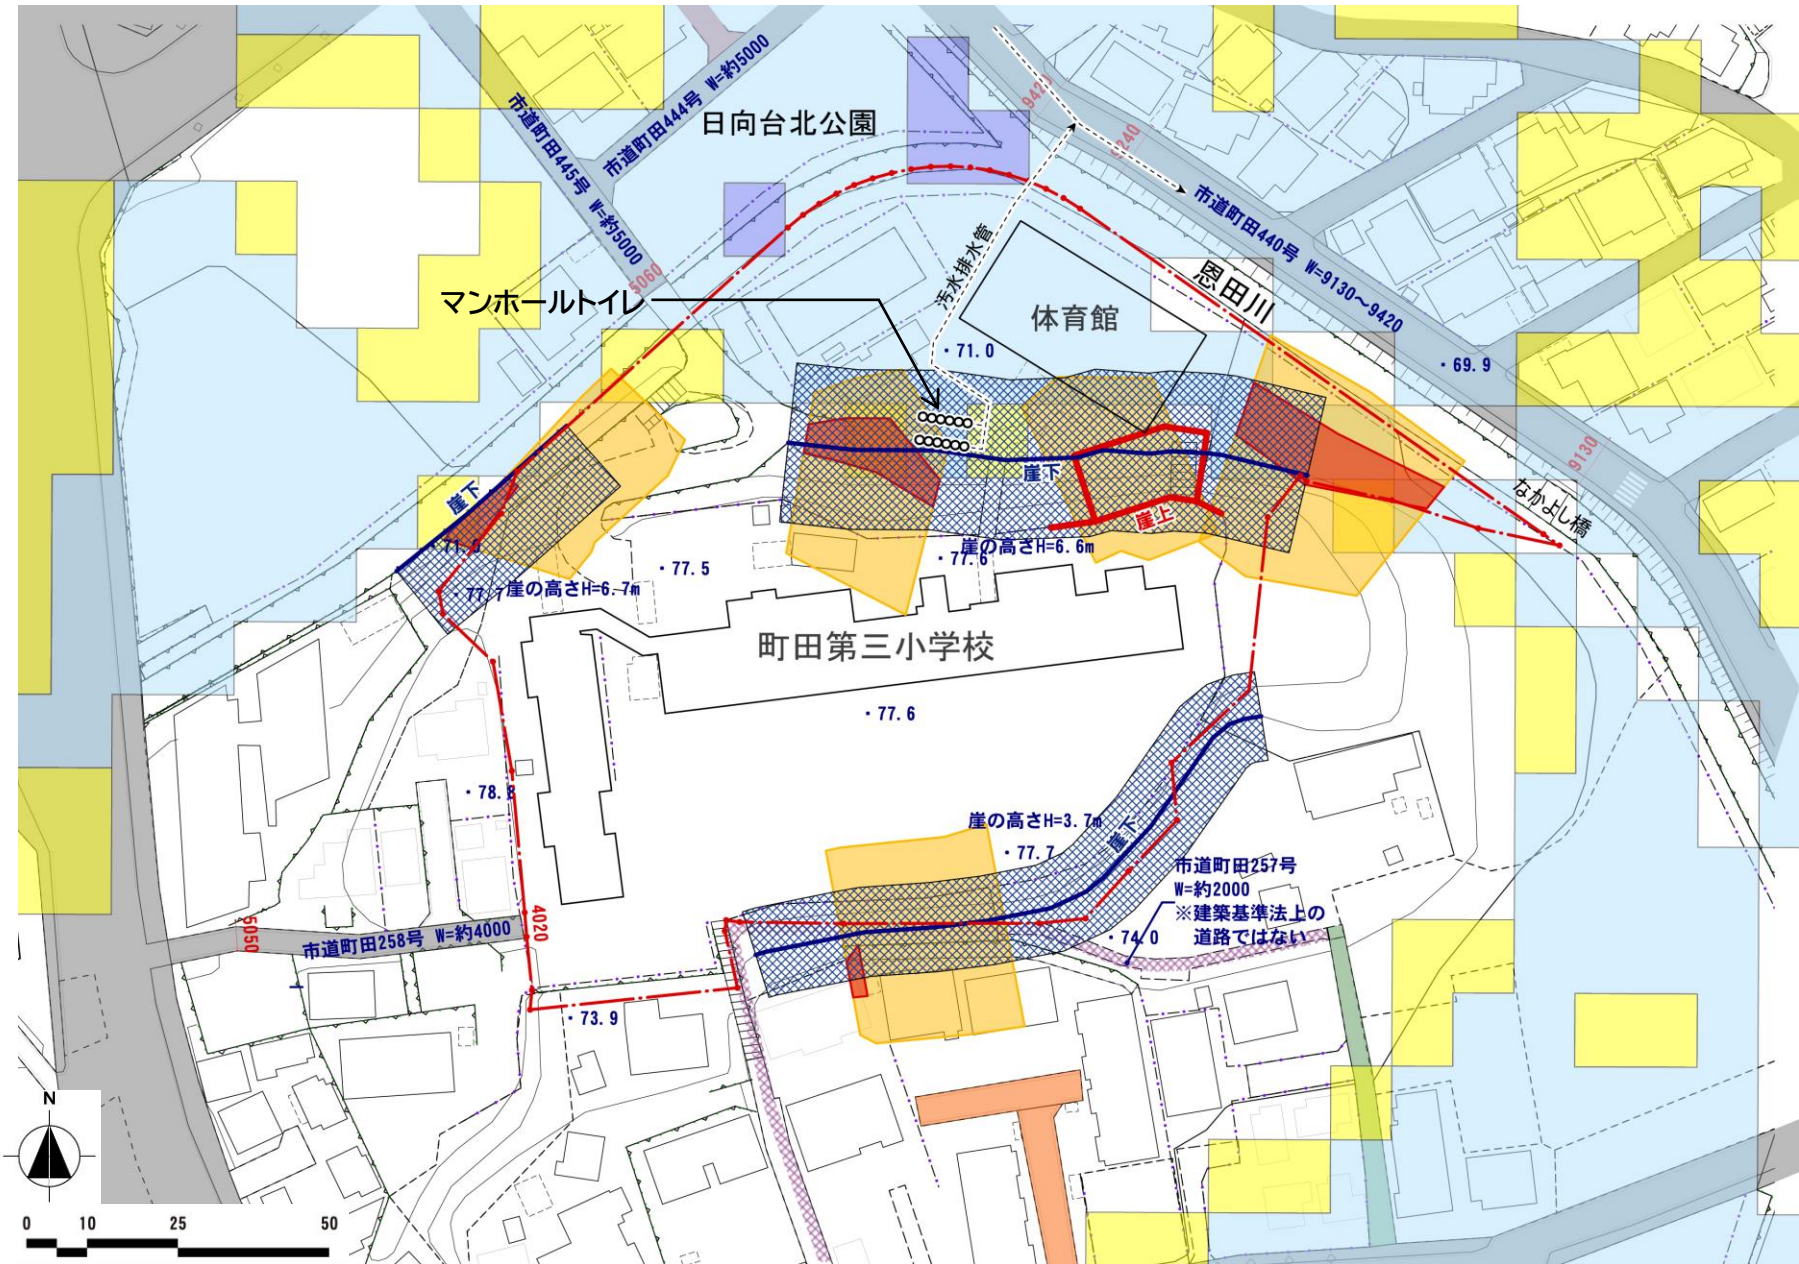 市道町田444号 W=約5000
市道町田445号 W=約5000
日向台北公園
9420
9240
市道町田440号 W=9130～9420
5060
マンホールトイレ
汚水排水管
恩田川
体育館
・71.0
・69.9
9130
なかよし橋
崖下
崖下
崖上
崖の高さH=6.6m
・77.6
・77.5
・77.7
崖の高さH=6.7m
町田第三小学校
・77.6
・78.8
崖の高さH=3.7m
・77.7
崖下
市道町田257号
W=約2000
※建築基準法上の
道路ではない
・74.0
4020
5050
市道町田258号 W=約4000
・73.9
N
0 10 25 50